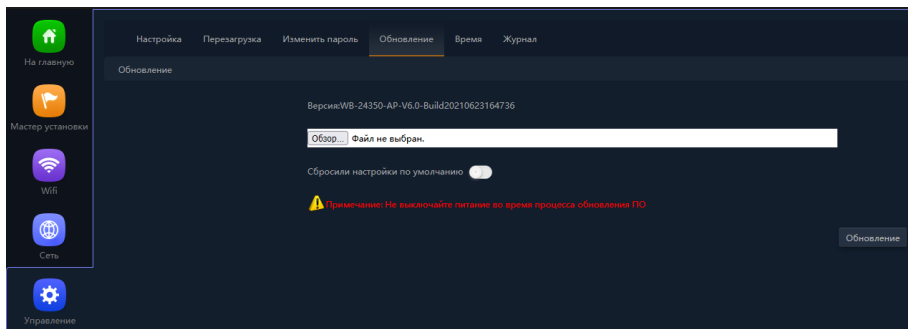 На главную
Мастер установки
Wifi
Сеть
Управление
Настройка Перезагрузка Изменить пароль Обновление Время Журнал
Обновление
Версия:WB-24350-AP-V6.0-Build20210623164736
Обзор... Файл не выбран.
Сбросили настройки по умолчанию
Примечание: Не выключайте питание во время процесса обновления ПО
Обновление